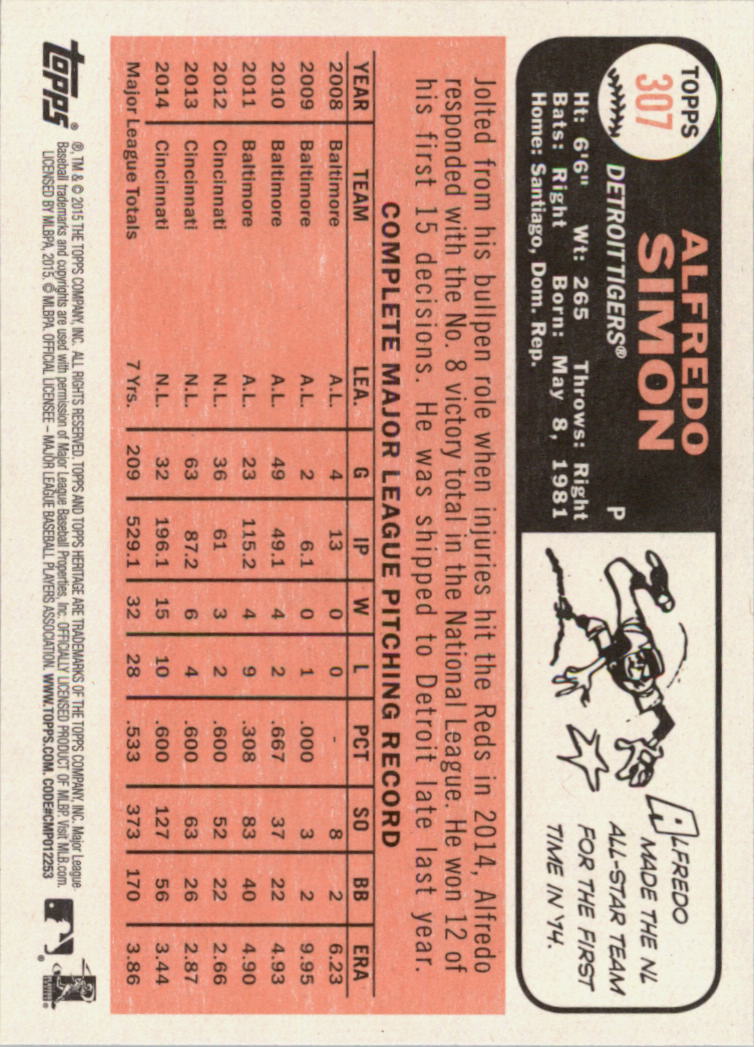 TOPPS
307
ALFREDO
SIMON
DETROIT TIGERS® P
Ht: 6'6" Wt: 265 Throws: Right
Bats: Right Born: May 8, 1981
Home: Santiago, Dom. Rep.
ALFREDO
MADE THE NL
ALL-STAR TEAM
FOR THE FIRST
TIME IN '14.
Jolted from his bullpen role when injuries hit the Reds in 2014, Alfredo
responded with the No. 8 victory total in the National League. He won 12 of
his first 15 decisions. He was shipped to Detroit late last year.
COMPLETE MAJOR LEAGUE PITCHING RECORD
YEAR TEAM LEA. G IP W L PCT SO BB ERA
2008 Baltimore A.L. 4 13 0 0 - 8 2 6.23
2009 Baltimore A.L. 2 6.1 0 1 .000 3 2 9.95
2010 Baltimore A.L. 49 49.1 4 2 .667 37 22 4.93
2011 Baltimore A.L. 23 115.2 4 9 .308 83 40 4.90
2012 Cincinnati N.L. 36 61 3 2 .600 52 22 2.66
2013 Cincinnati N.L. 63 87.2 6 4 .600 63 26 2.87
2014 Cincinnati N.L. 32 196.1 15 10 .600 127 56 3.44
Major League Totals 7 Yrs. 209 529.1 32 28 .533 373 170 3.86
topps®
®, TM & © 2015 THE TOPPS COMPANY, INC. ALL RIGHTS RESERVED. TOPPS AND TOPPS HERITAGE ARE TRADEMARKS OF THE TOPPS COMPANY, INC. Major League
Baseball trademarks and copyrights are used with permission of Major League Baseball Properties, Inc. OFFICIALLY LICENSED PRODUCT OF MLBP. Visit MLB.com.
LICENSED BY MLBPA, 2015. © MLBPA. OFFICIAL LICENSEE – MAJOR LEAGUE BASEBALL PLAYERS ASSOCIATION. WWW.TOPPS.COM. CODE#CMP012253